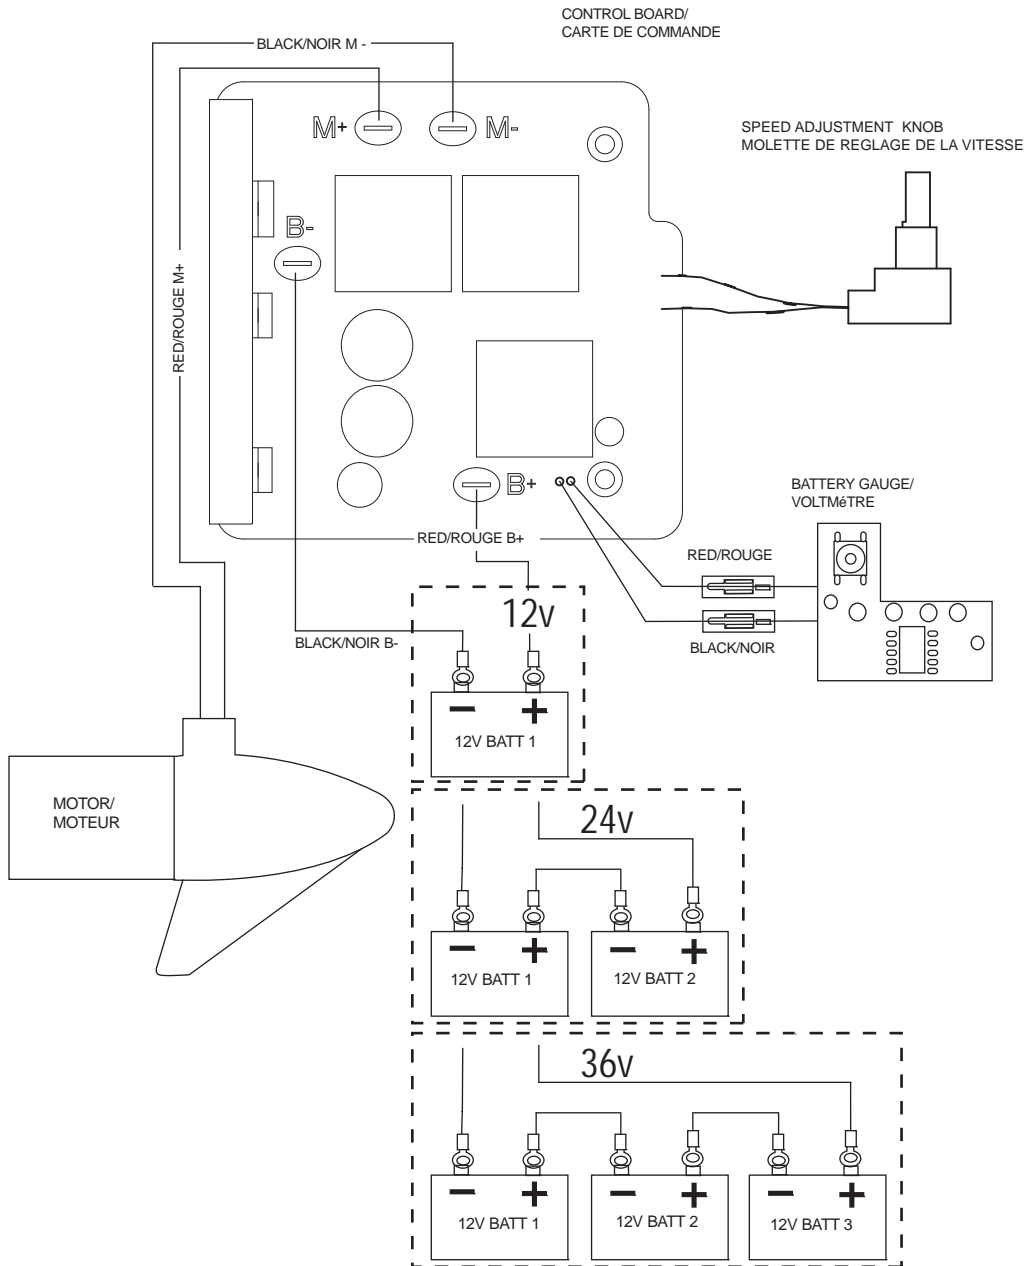 CONTROL BOARD/
CARTE DE COMMANDE
BLACK/NOIR M -
M+
M-
SPEED ADJUSTMENT KNOB
MOLETTE DE REGLAGE DE LA VITESSE
B-
RED/ROUGE M+
B+
BATTERY GAUGE/
VOLTMéTRE
RED/ROUGE B+
RED/ROUGE
BLACK/NOIR
12v
BLACK/NOIR B-
− +
12V BATT 1
MOTOR/
MOTEUR
24v
− + − +
12V BATT 1
12V BATT 2
36v
− + − + − +
12V BATT 1
12V BATT 2
12V BATT 3